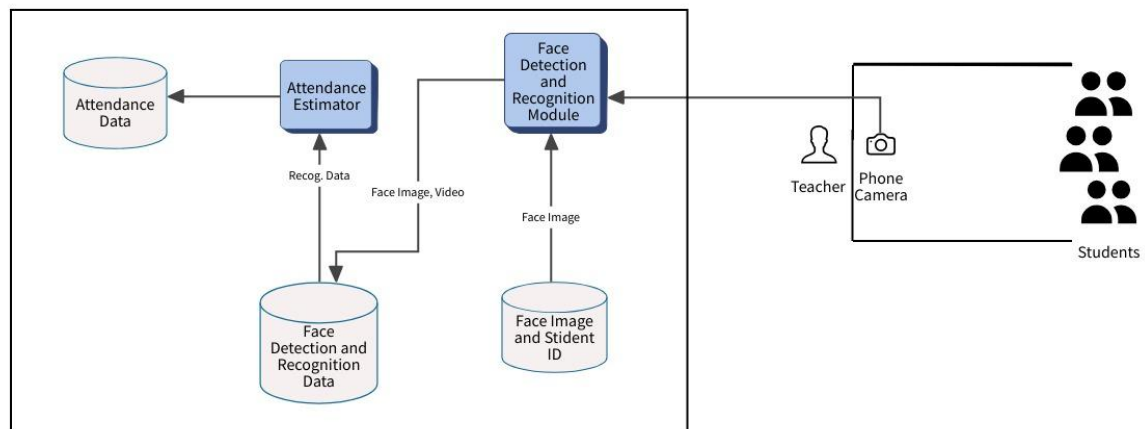 Face
Detection
and
Recognition
Module
Attendance
Estimator
Attendance
Data
Recog. Data
Face Image, Video
Face Image
Teacher
Phone
Camera
Students
Face
Detection and
Recognition
Data
Face Image
and Stident
ID